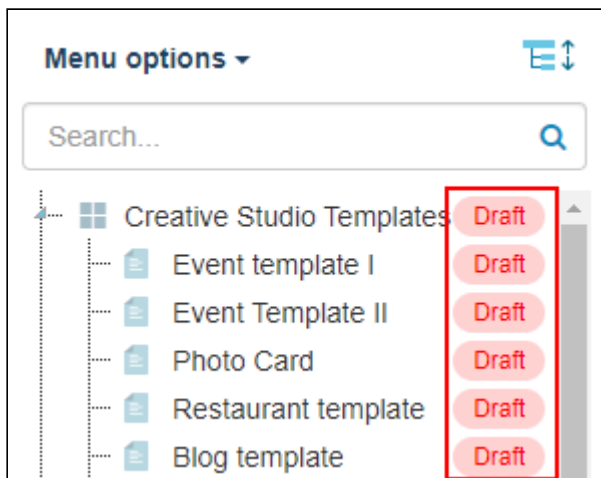 Menu options
Search...
Creative Studio Templates Draft
Event template I Draft
Event Template II Draft
Photo Card Draft
Restaurant template Draft
Blog template Draft